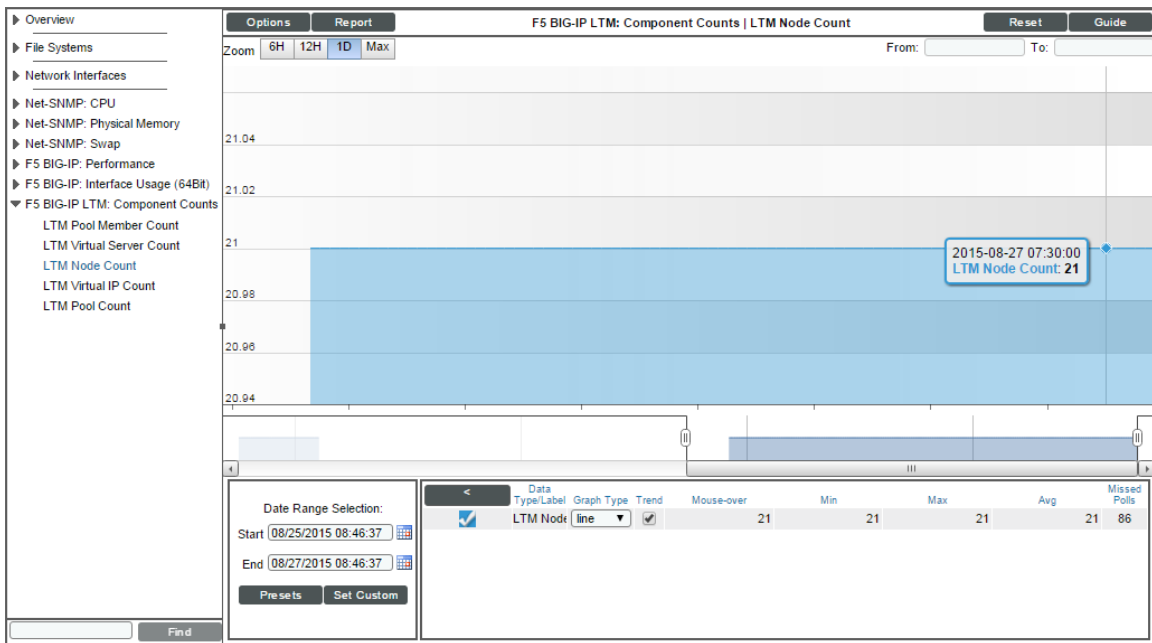 Overview
File Systems
Network Interfaces
Net-SNMP: CPU
Net-SNMP: Physical Memory
Net-SNMP: Swap
F5 BIG-IP: Performance
F5 BIG-IP: Interface Usage (64Bit)
F5 BIG-IP LTM: Component Counts
LTM Pool Member Count
LTM Virtual Server Count
LTM Node Count
LTM Virtual IP Count
LTM Pool Count
Find
Options Report F5 BIG-IP LTM: Component Counts | LTM Node Count Reset Guide
Zoom 6H 12H 1D Max From: To:
21.04
21.02
21
20.98
20.96
20.94
2015-08-27 07:30:00
LTM Node Count: 21
Date Range Selection:
Start 08/25/2015 08:46:37
End 08/27/2015 08:46:37
Presets Set Custom
< Data Type/Label Graph Type Trend Mouse-over Min Max Avg Missed Polls
LTM Node line 21 21 21 21 86